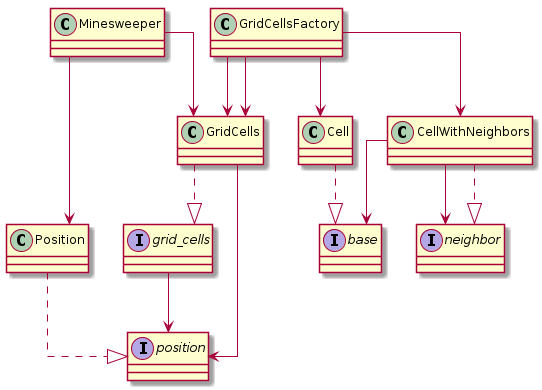 C Minesweeper
C GridCellsFactory
C GridCells
C Cell
C CellWithNeighbors
C Position
I grid_cells
I base
I neighbor
I position